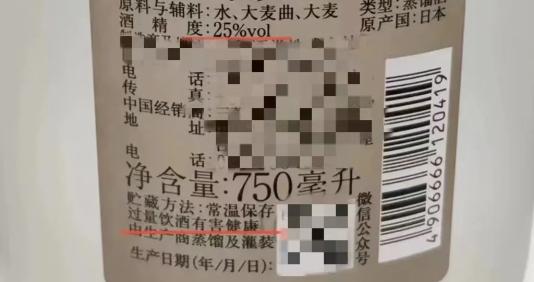 原料与辅料:水、大麦曲、大麦
类型:蒸馏酒
酒精度:25%vol
原产国:日本
电话:
传真:
中国经销商:
地址:
电话:
净含量:750毫升
贮藏方法:常温保存
过量饮酒有害健康
由生产商蒸馏及灌装
生产日期(年/月/日):
微信公众号
4906666120419